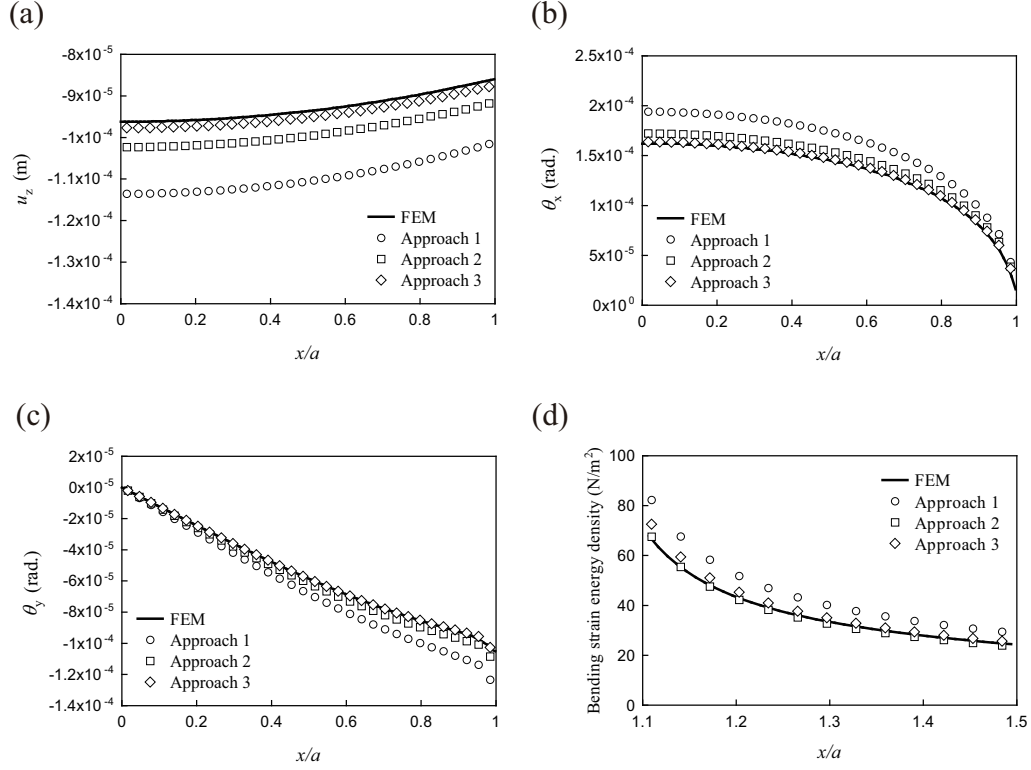 (a)
-8x10⁻⁵
-9x10⁻⁵
-1x10⁻⁴
-1.1x10⁻⁴
-1.2x10⁻⁴
-1.3x10⁻⁴
-1.4x10⁻⁴
u_z (m)
FEM
Approach 1
Approach 2
Approach 3
0 0.2 0.4 0.6 0.8 1
x/a
(b)
2.5x10⁻⁴
2x10⁻⁴
1.5x10⁻⁴
1x10⁻⁴
5x10⁻⁵
0x10⁰
θ_x (rad.)
FEM
Approach 1
Approach 2
Approach 3
0 0.2 0.4 0.6 0.8 1
x/a
(c)
2x10⁻⁵
0x10⁻⁵
-2x10⁻⁵
-4x10⁻⁵
-6x10⁻⁵
-8x10⁻⁵
-1x10⁻⁴
-1.2x10⁻⁴
-1.4x10⁻⁴
θ_y (rad.)
FEM
Approach 1
Approach 2
Approach 3
0 0.2 0.4 0.6 0.8 1
x/a
(d)
100
80
60
40
20
0
Bending strain energy density (N/m²)
FEM
Approach 1
Approach 2
Approach 3
1.1 1.2 1.3 1.4 1.5
x/a